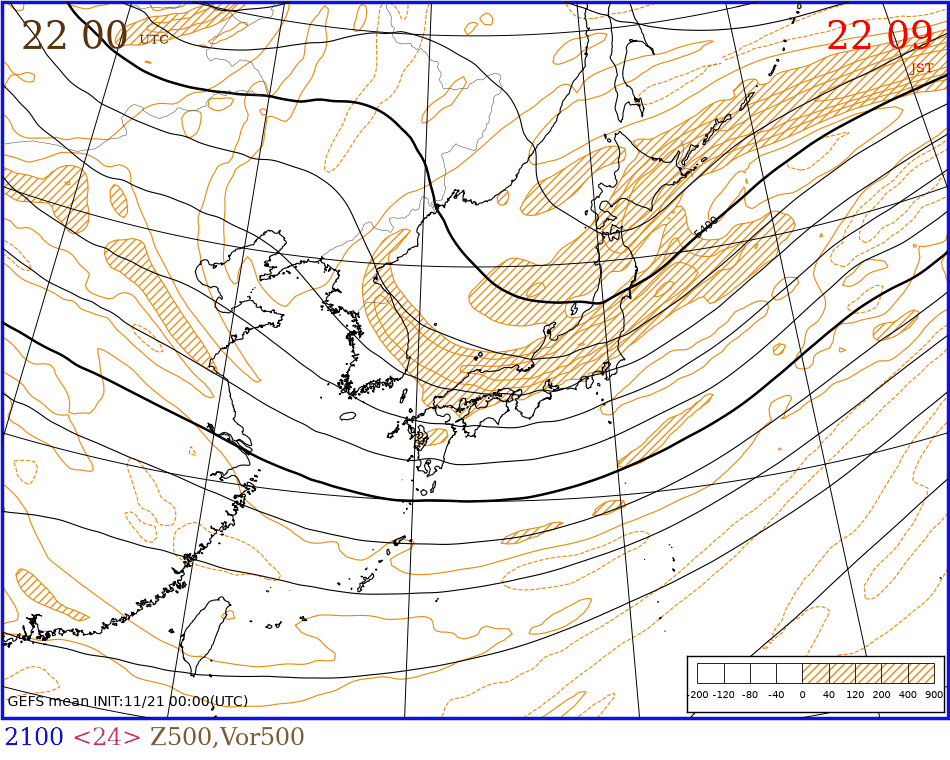 22 00 UTC
22 09
JST
5400
-200 -120 -80 -40 0 40 120 200 400 900
GEFS mean INIT:11/21 00:00(UTC)
2100 <24> Z500,Vor500